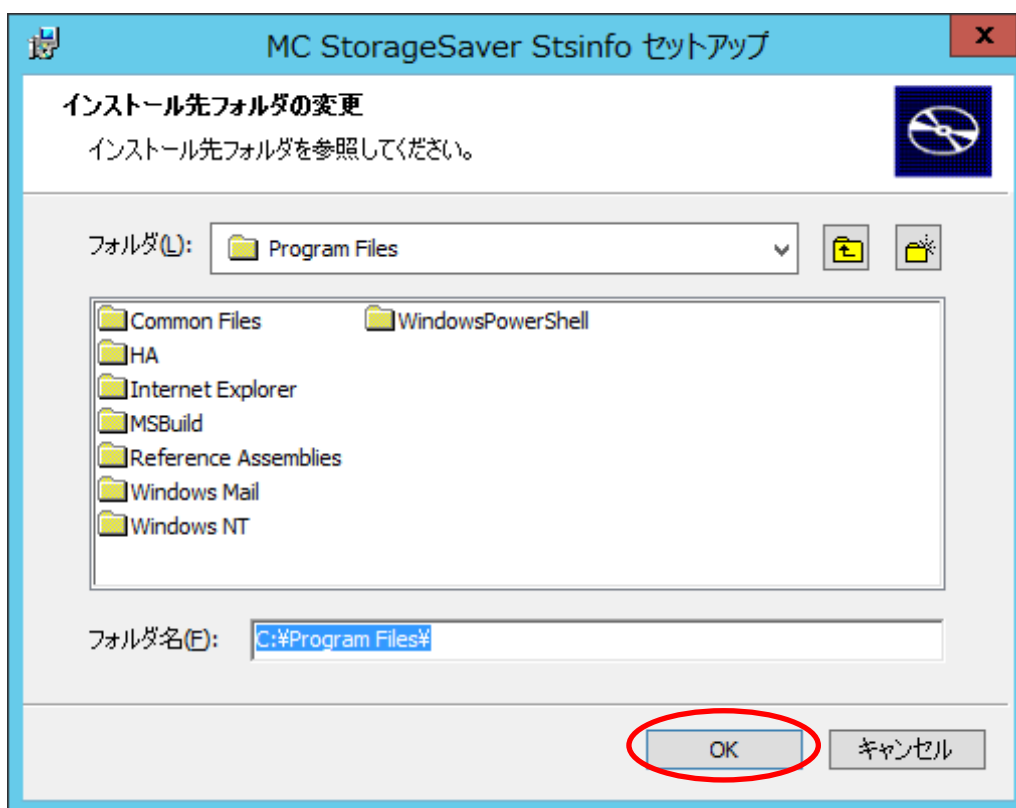 MC StorageSaver Stsinfo セットアップ
x
インストール先フォルダの変更
インストール先フォルダを参照してください。
フォルダ(L):
Program Files
Common Files
WindowsPowerShell
HA
Internet Explorer
MSBuild
Reference Assemblies
Windows Mail
Windows NT
フォルダ名(F):
C:¥Program Files¥
OK
キャンセル